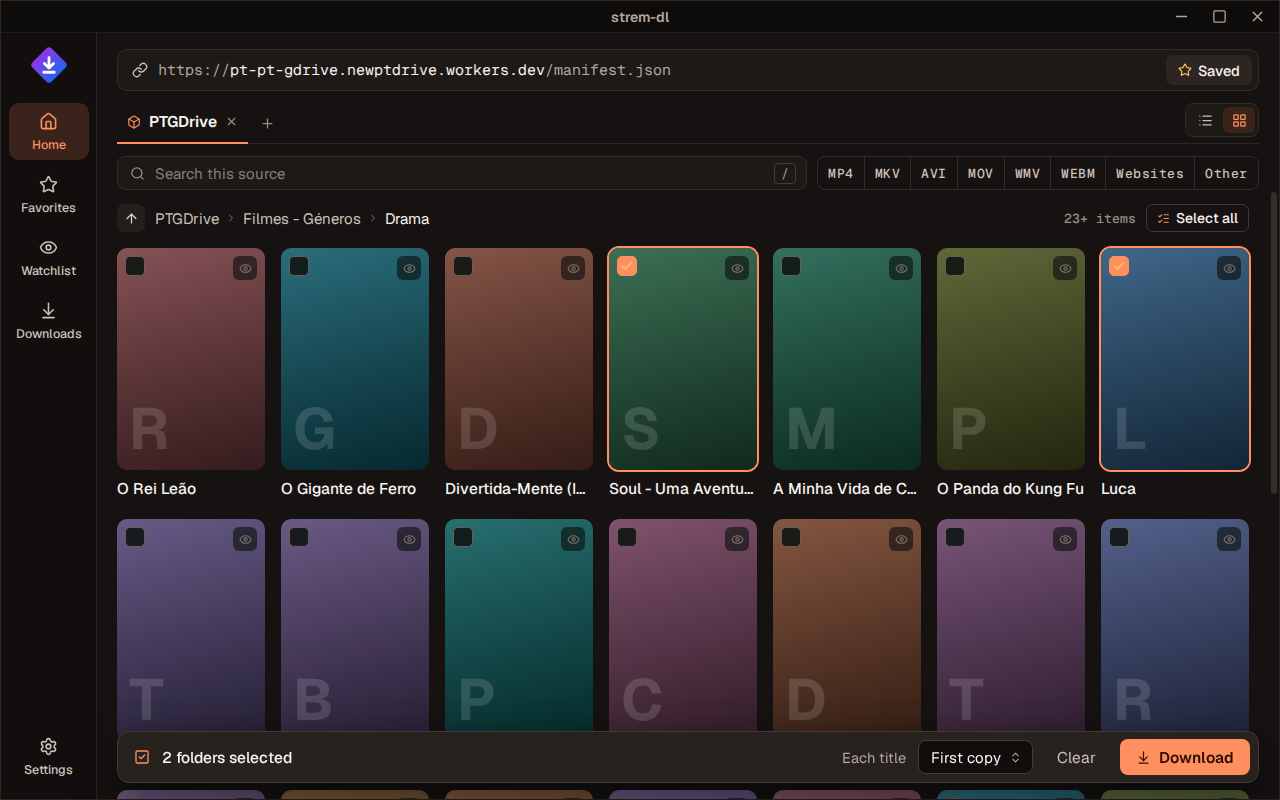 strem-dl
https://pt-pt-gdrive.newptdrive.workers.dev/manifest.json
Saved
Home
PTGDrive
Search this source
/
MP4 MKV AVI MOV WMV WEBM Websites Other
Favorites
PTGDrive > Filmes - Géneros > Drama
23+ items
Select all
Watchlist
Downloads
R G D S M P L
O Rei Leão
O Gigante de Ferro
Divertida-Mente (I...
Soul - Uma Aventu...
A Minha Vida de C...
O Panda do Kung Fu
Luca
T B P C D T R
2 folders selected
Each title
First copy
Clear
Download
Settings